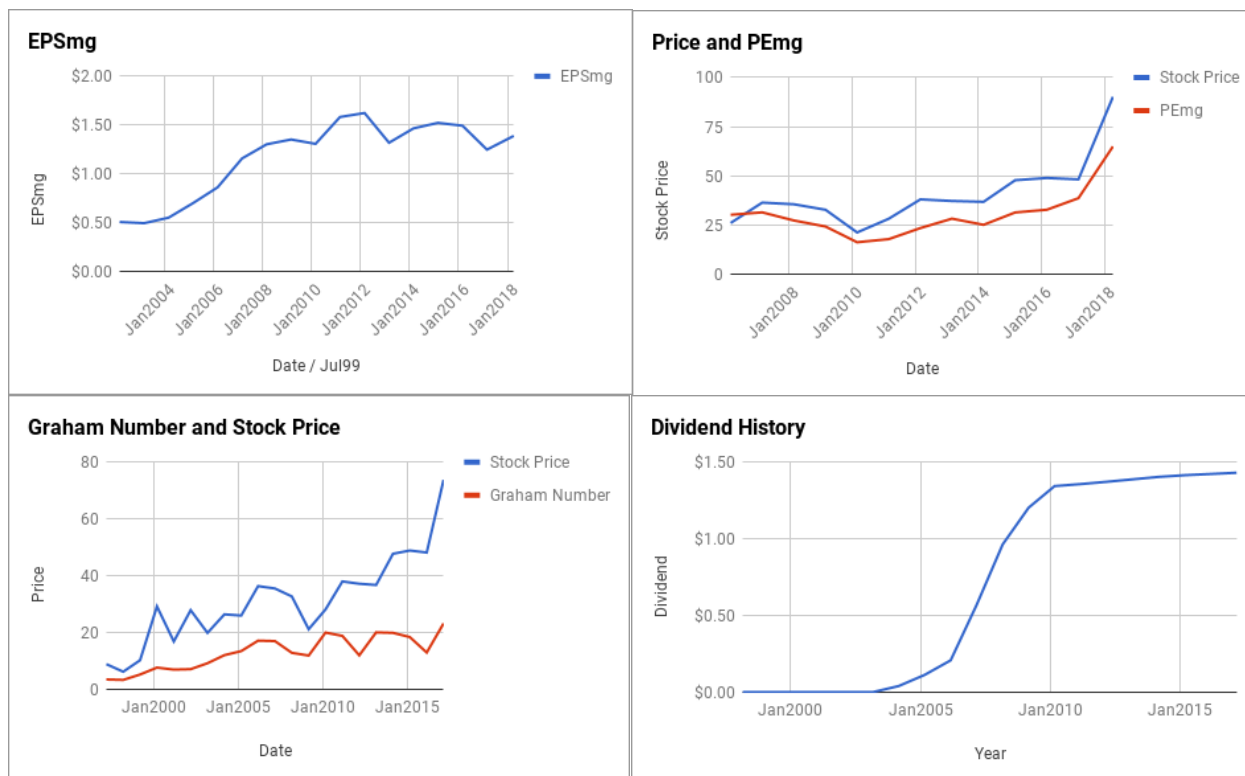 EPSmg
EPSmg
$2.00
$1.50
$1.00
$0.50
$0.00
EPSmg
Jan2004
Jan2006
Jan2008
Jan2010
Jan2012
Jan2014
Jan2016
Jan2018
Date / Jul99
Price and PEmg
Stock Price
PEmg
100
75
50
25
0
Stock Price
Jan2008
Jan2010
Jan2012
Jan2014
Jan2016
Jan2018
Date
Graham Number and Stock Price
Stock Price
Graham Number
80
60
40
20
0
Price
Jan2000
Jan2005
Jan2010
Jan2015
Date
Dividend History
$1.50
$1.00
$0.50
$0.00
Dividend
Jan2000
Jan2005
Jan2010
Jan2015
Year